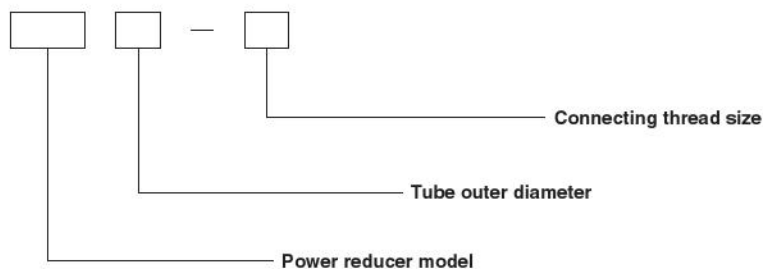 Connecting thread size
Tube outer diameter
Power reducer model